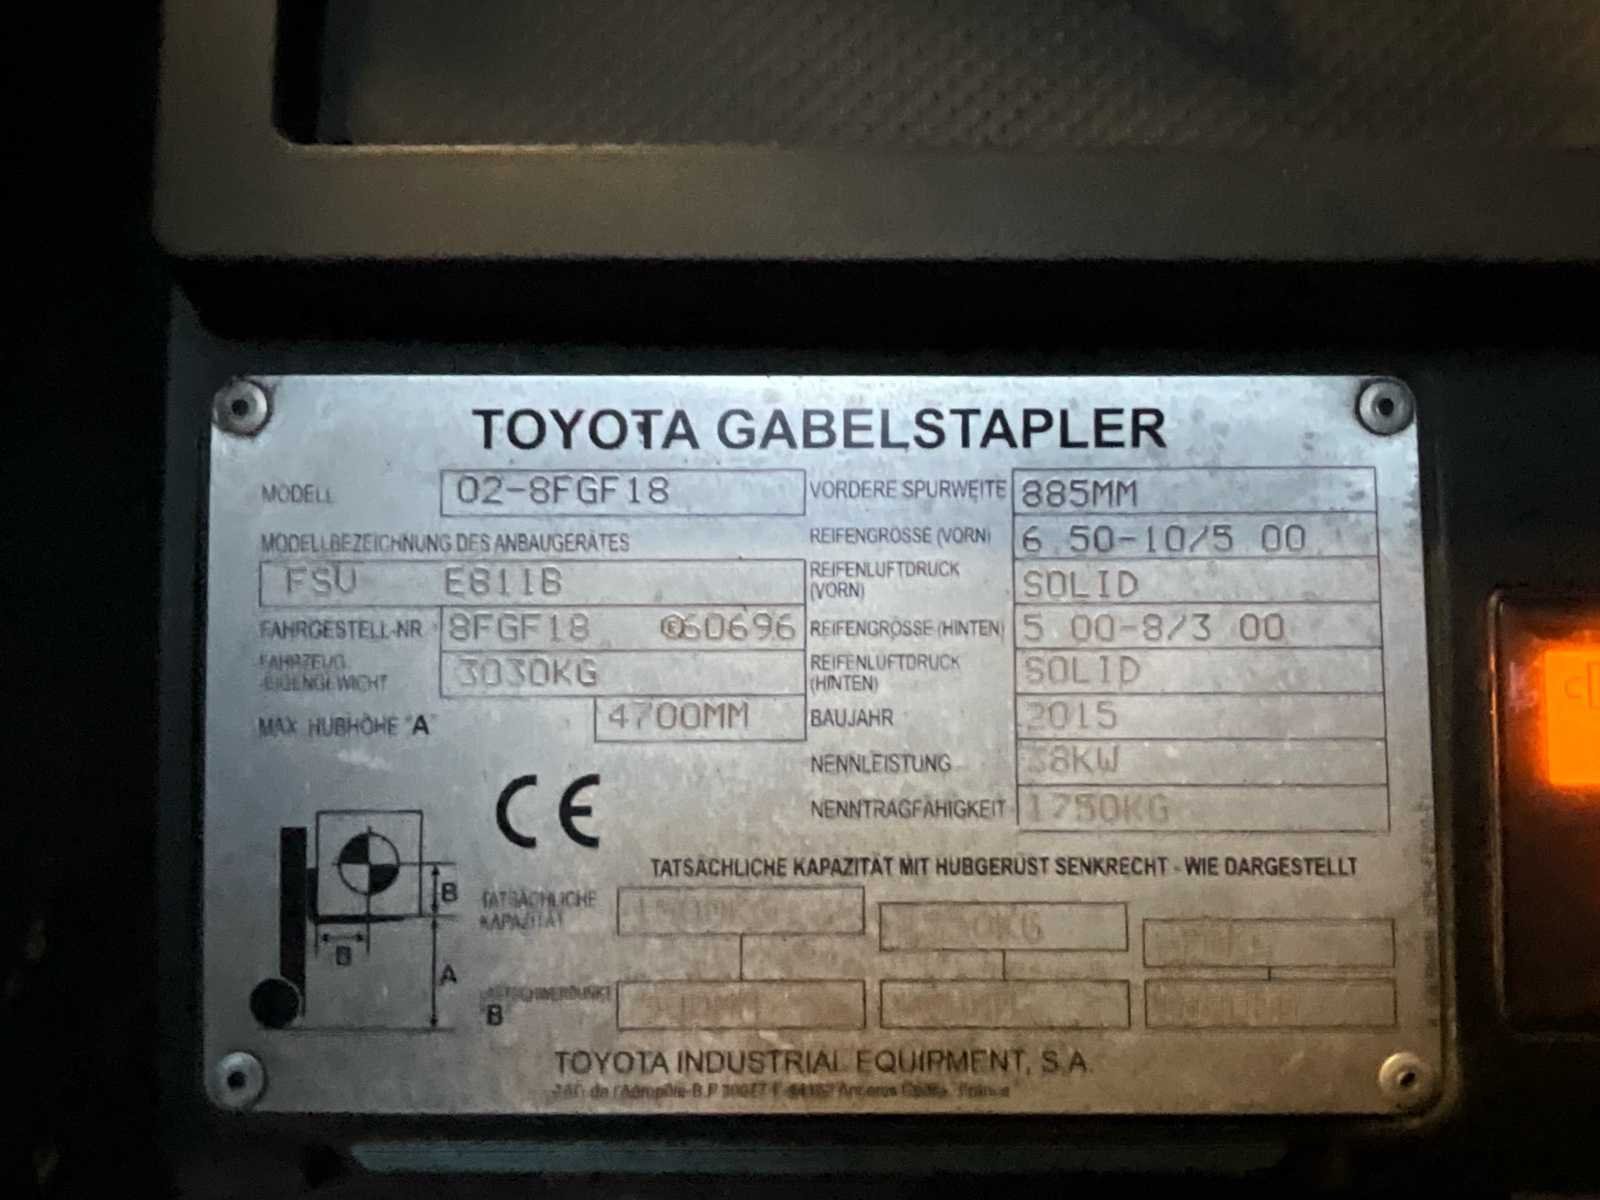 TOYOTA GABELSTAPLER
MODELL 02-8FGF18 VORDERE SPURWEITE 885MM
MODELLBEZEICHNUNG DES ANBAUGERÄTES REIFENGRÖSSE (VORN) 6 50-10/5 00
FSV E811B REIFENLUFTDRUCK (VORN) SOLID
FAHRGESTELL-NR 8FGF18 60696 REIFENGRÖSSE (HINTEN) 5 00-8/3 00
FAHRZEUG EIGENGEWICHT 3030KG REIFENLUFTDRUCK (HINTEN) SOLID
MAX HUBHÖHE "A" 4700MM BAUJAHR 2015
NENNLEISTUNG 38KW
NENNTRAGFÄHIGKEIT 1750KG
CE
TATSÄCHLICHE KAPAZITÄT MIT HUBGERÜST SENKRECHT - WIE DARGESTELLT
B TATSÄCHLICHE KAPAZITÄT
B
A
B
TOYOTA INDUSTRIAL EQUIPMENT, S.A.